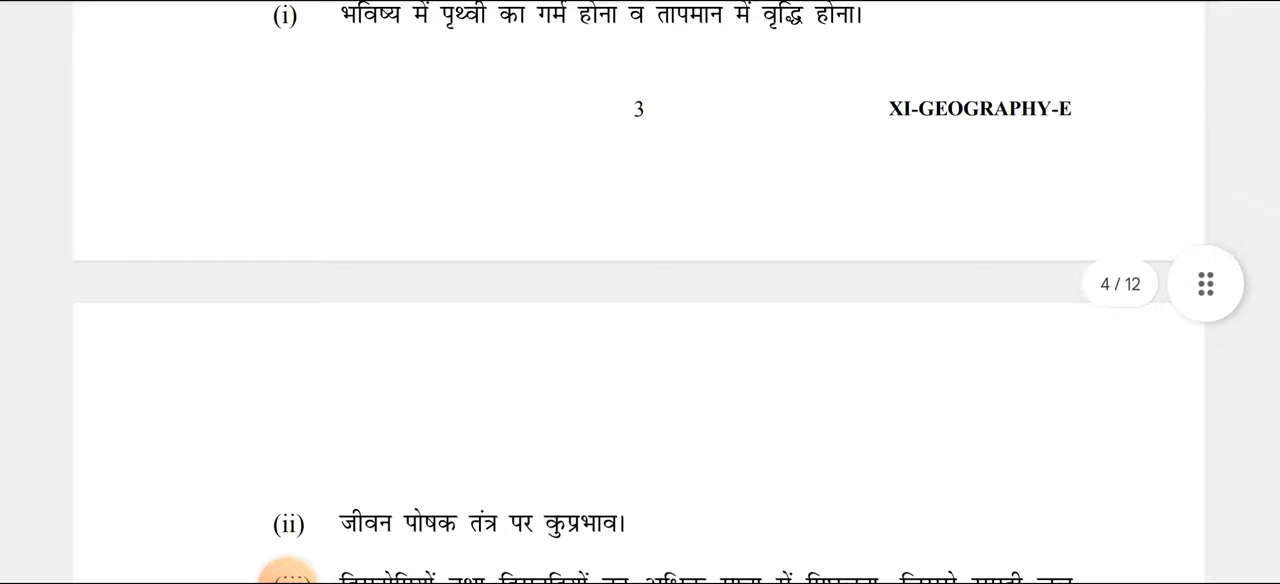 (i) भविष्य में पृथ्वी का गर्म होना व तापमान में वृद्धि होना।
3 XI-GEOGRAPHY-E
4 / 12
(ii) जीवन पोषक तंत्र पर कुप्रभाव।